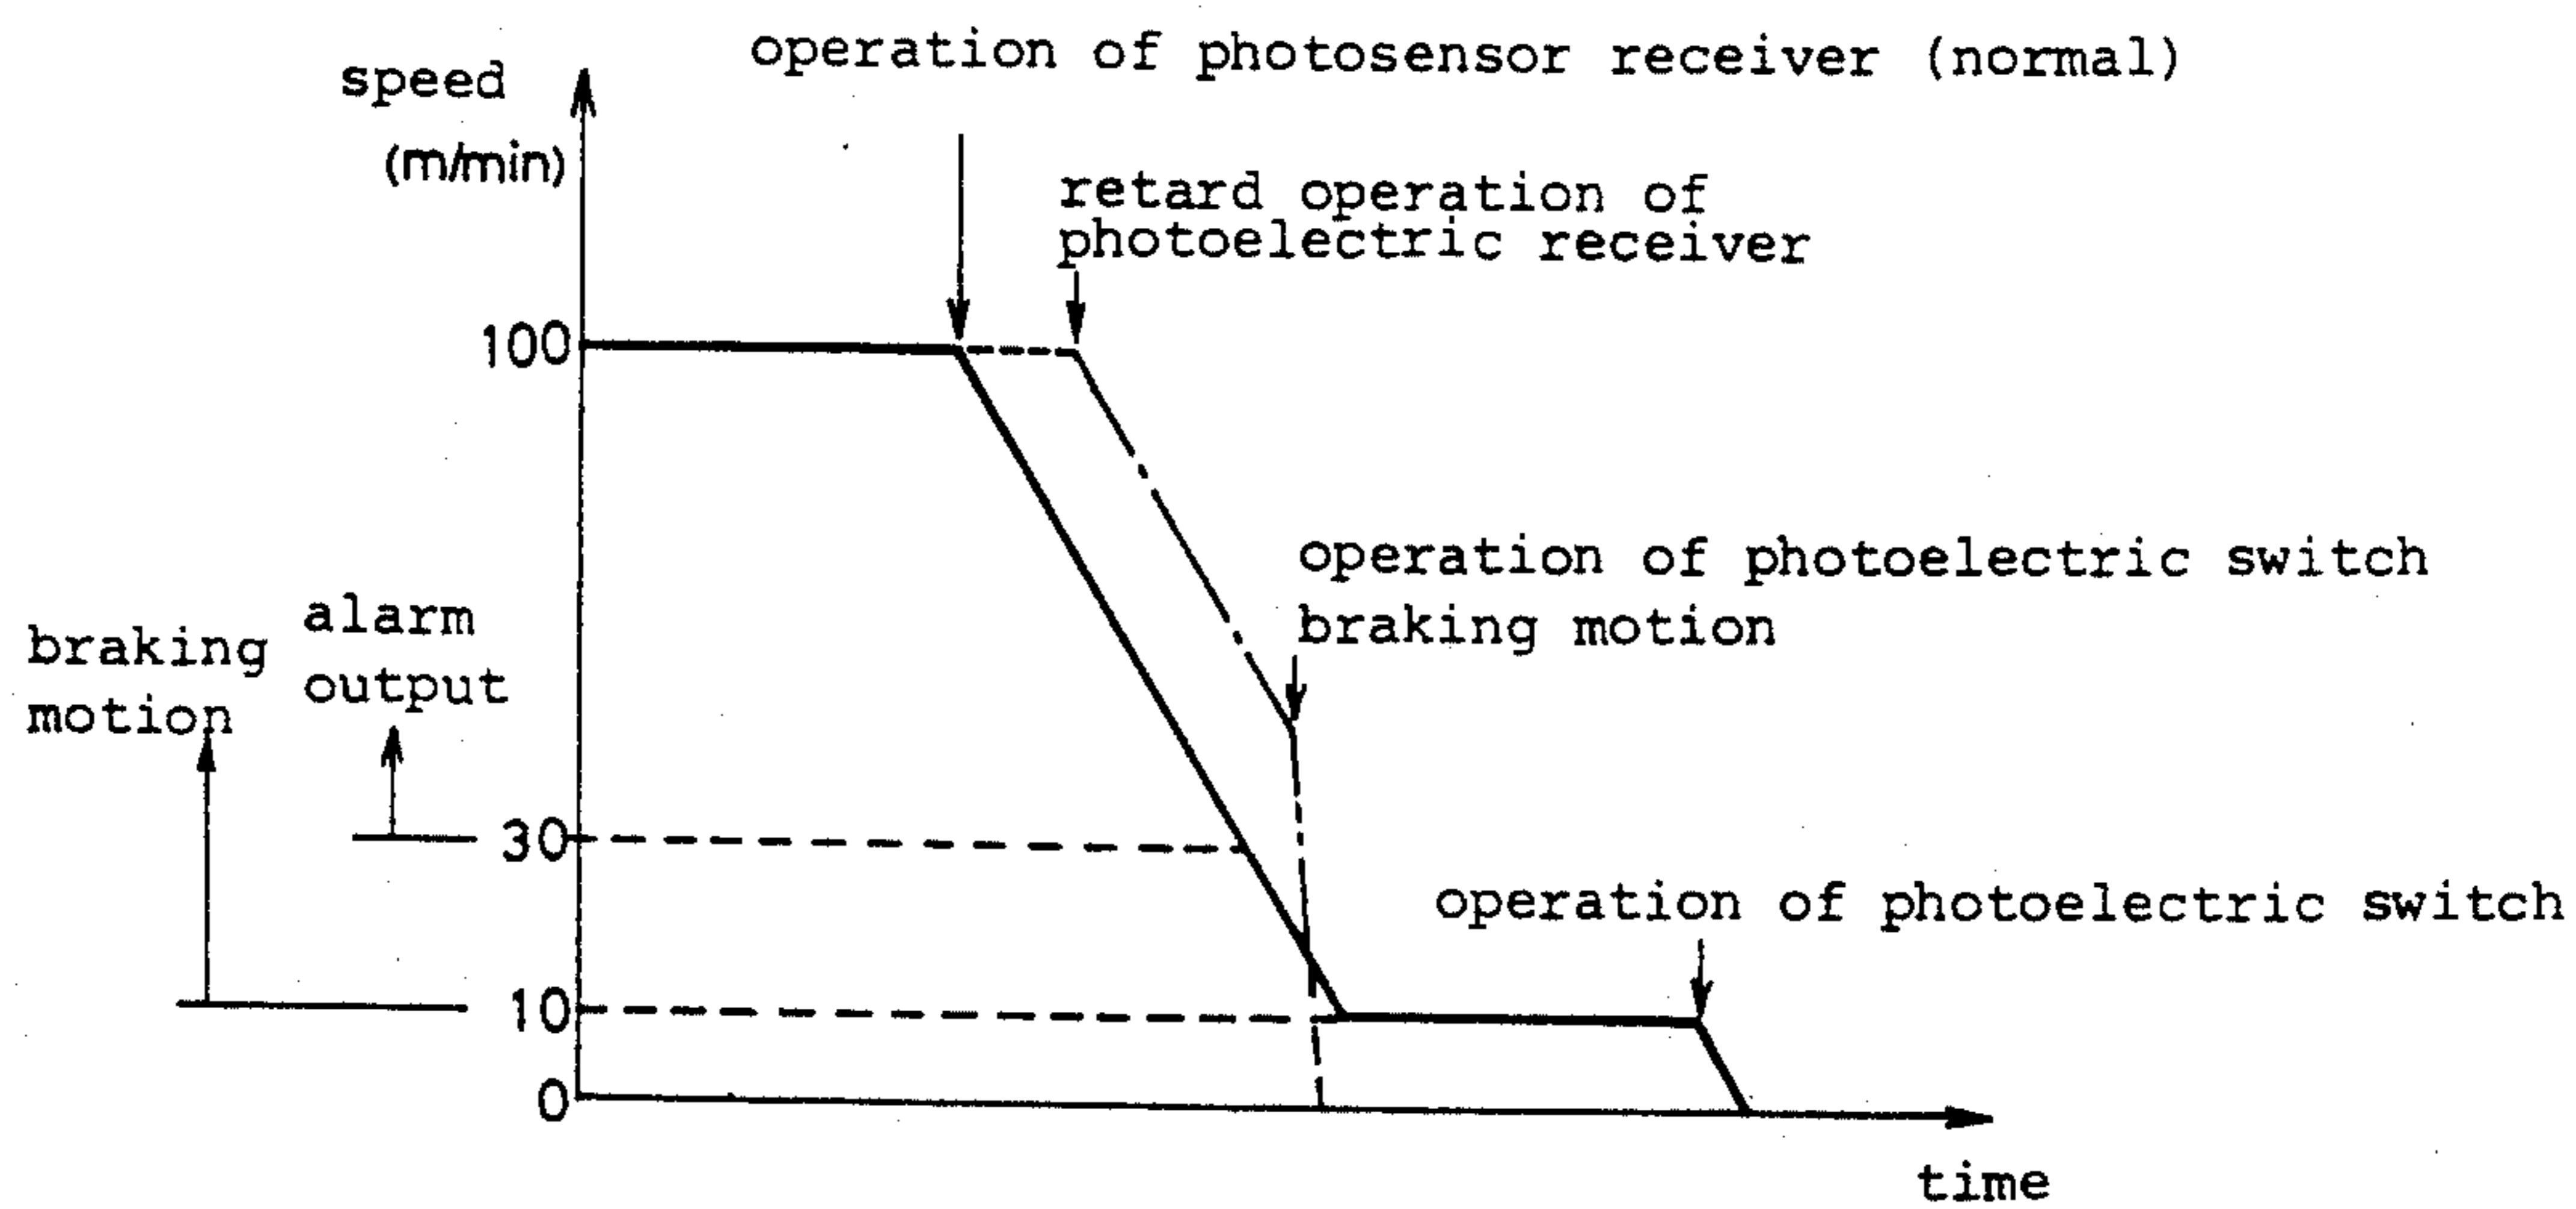 operation of photosensor receiver (normal)
speed
(m/min)
retard operation of
photoelectric receiver
100
operation of photoelectric switch
braking motion
alarm
output
braking
motion
30
operation of photoelectric switch
10
0
time